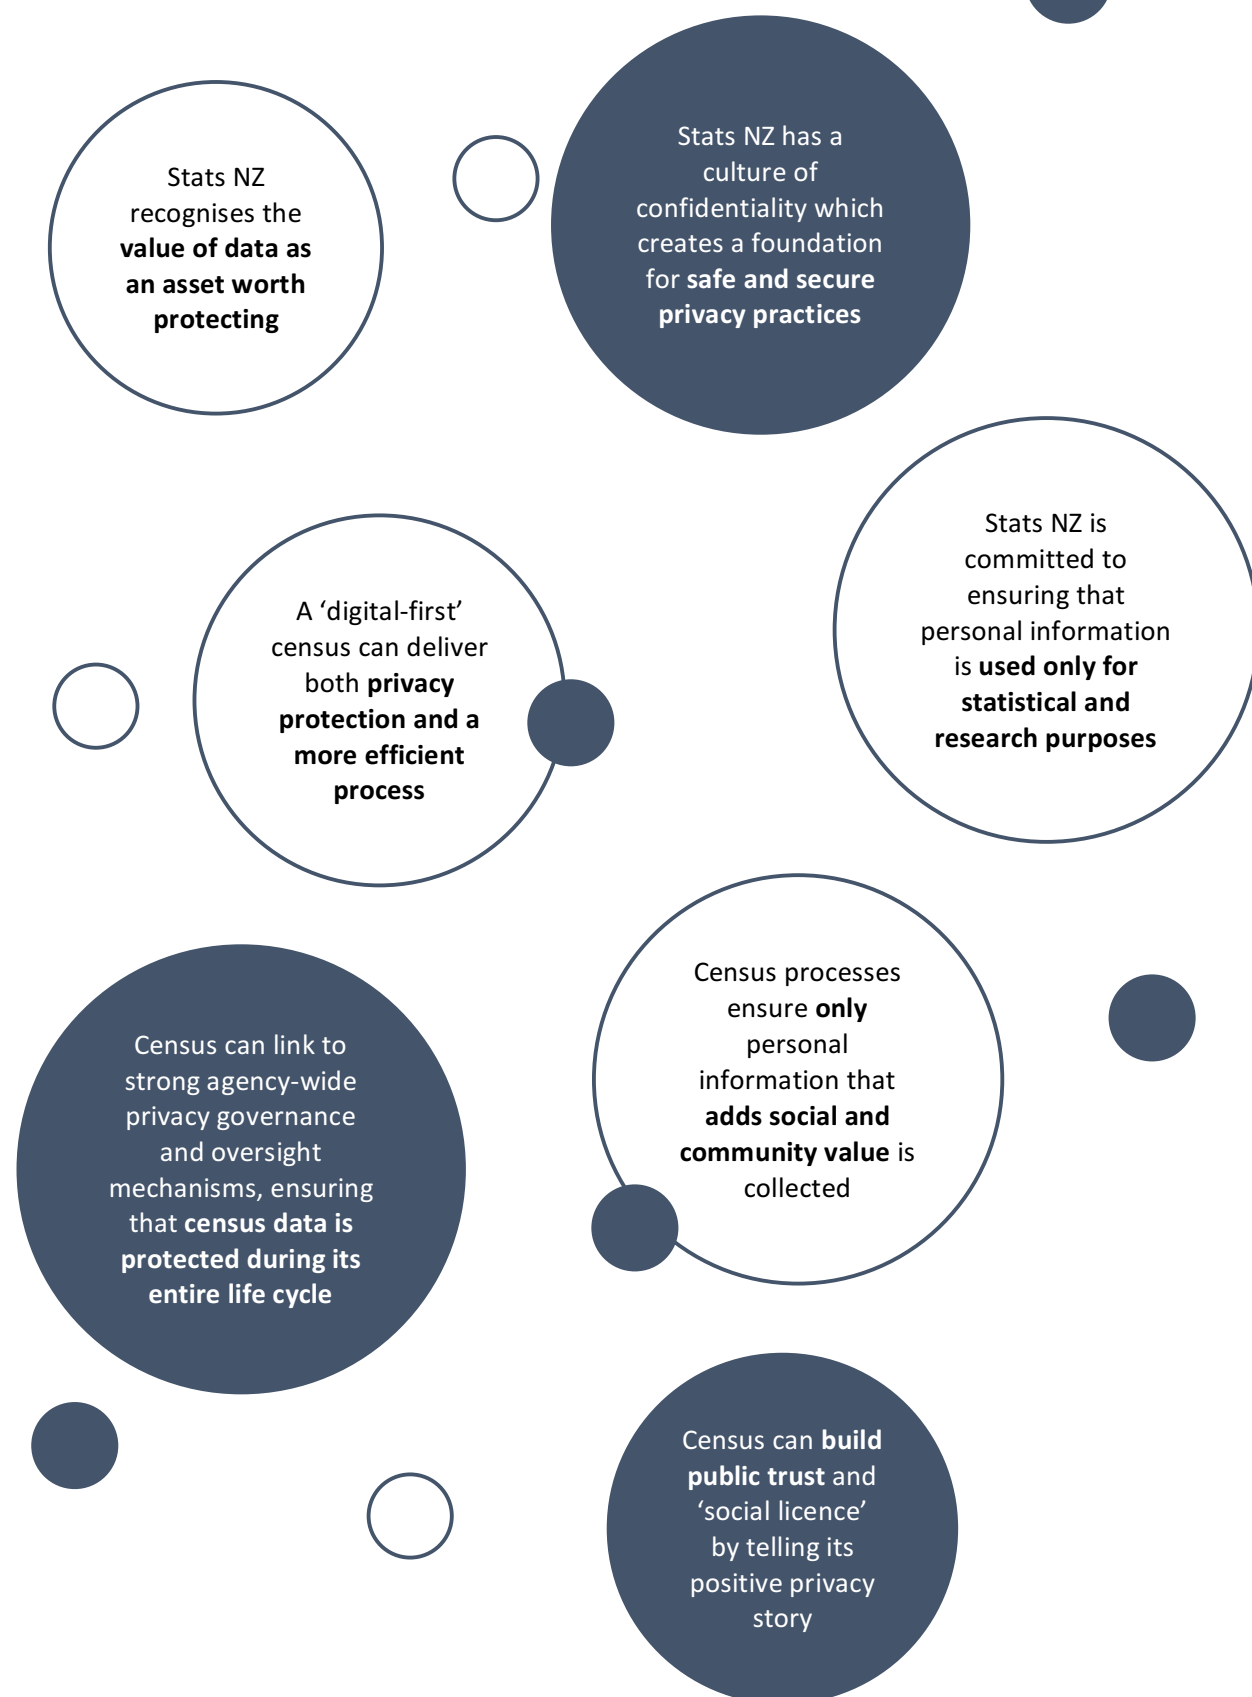 Stats NZ
recognises the
value of data as
an asset worth
protecting
Stats NZ has a
culture of
confidentiality which
creates a foundation
for safe and secure
privacy practices
Stats NZ is
committed to
ensuring that
personal information
is used only for
statistical and
research purposes
A ‘digital-first’
census can deliver
both privacy
protection and a
more efficient
process
Census processes
ensure only
personal
information that
adds social and
community value is
collected
Census can link to
strong agency-wide
privacy governance
and oversight
mechanisms, ensuring
that census data is
protected during its
entire life cycle
Census can build
public trust and
‘social licence’
by telling its
positive privacy
story